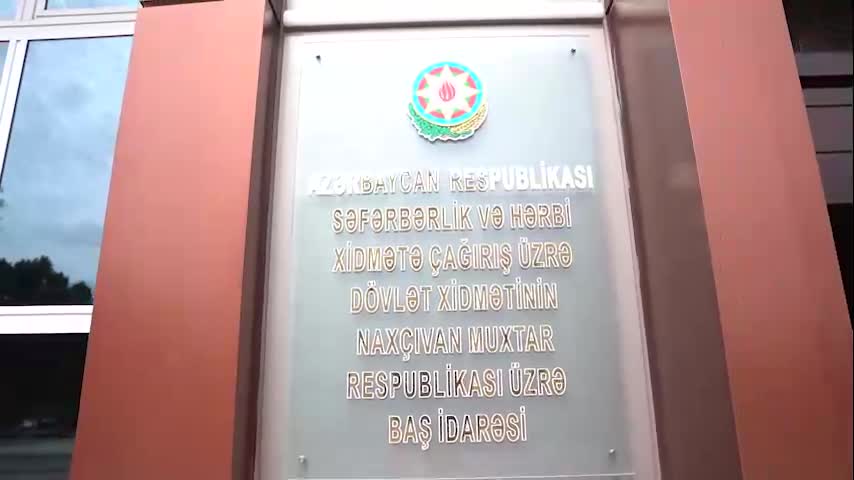 AZƏRBAYCAN RESPUBLİKASI
SƏFƏRBƏRLİK VƏ HƏRBİ
XİDMƏTƏ ÇAĞIRIŞ ÜZRƏ
DÖVLƏT XİDMƏTİNİN
NAXÇIVAN MUXTAR
RESPUBLİKASI ÜZRƏ
BAŞ İDARƏSİ